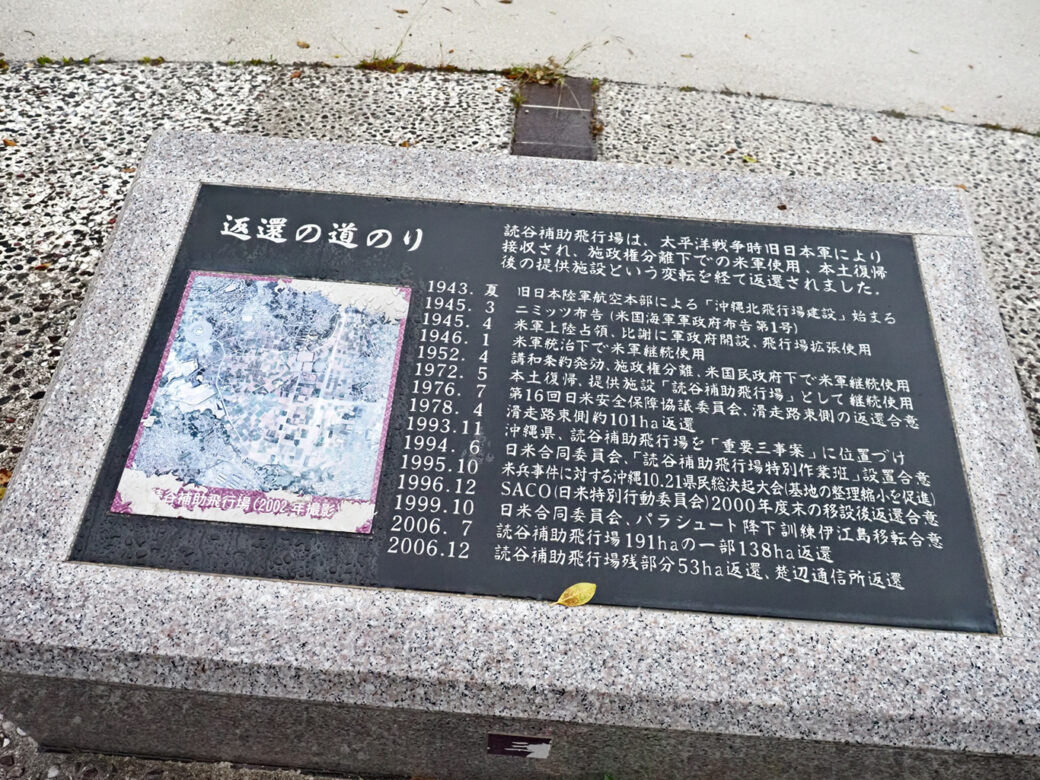 返還の道のり
読谷補助飛行場は、太平洋戦争時旧日本軍により
接収され、施政権分離下での米軍使用、本土復帰
後の提供施設という変転を経て返還されました。
1943. 夏 旧日本陸軍航空本部による「沖縄北飛行場建設」始まる
1945. 3 ニミッツ布告(米国海軍軍政府布告第1号)
1945. 4 米軍上陸占領、比謝に軍政府開設、飛行場拡張使用
1946. 1 米軍統治下で米軍継続使用
1952. 4 講和条約発効、施政権分離、米国民政府下で米軍継続使用
1972. 5 本土復帰、提供施設「読谷補助飛行場」として継続使用
1976. 7 第16回日米安全保障協議委員会、滑走路東側の返還合意
1978. 4 滑走路東側約101ha返還
1993.11 沖縄県、読谷補助飛行場を「重要三事案」に位置づけ
1994. 6 日米合同委員会、「読谷補助飛行場特別作業班」設置合意
1995.10 米兵事件に対する沖縄10.21県民総決起大会(基地の整理縮小を促進)
1996.12 SACO(日米特別行動委員会)2000年度末の移設後返還合意
1999.10 日米合同委員会、パラシュート降下訓練伊江島移転合意
2006. 7 読谷補助飛行場191haの一部138ha返還
2006.12 読谷補助飛行場残部分53ha返還、楚辺通信所返還
読谷補助飛行場(2002年撮影)